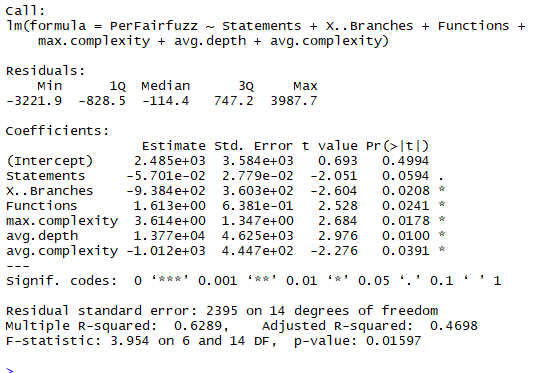 Call:
lm(formula = PerFairfuzz ~ Statements + X..Branches + Functions +
    max.complexity + avg.depth + avg.complexity)

Residuals:
    Min      1Q  Median      3Q     Max
-3221.9  -828.5  -114.4   747.2  3987.7

Coefficients:
                 Estimate Std. Error t value Pr(>|t|)
(Intercept)     2.485e+03  3.584e+03   0.693   0.4994
Statements     -5.701e-02  2.779e-02  -2.051   0.0594 .
X..Branches    -9.384e+02  3.603e+02  -2.604   0.0208 *
Functions       1.613e+00  6.381e-01   2.528   0.0241 *
max.complexity  3.614e+00  1.347e+00   2.684   0.0178 *
avg.depth       1.377e+04  4.625e+03   2.976   0.0100 *
avg.complexity -1.012e+03  4.447e+02  -2.276   0.0391 *
---
Signif. codes:  0 ‘***’ 0.001 ‘**’ 0.01 ‘*’ 0.05 ‘.’ 0.1 ‘ ’ 1

Residual standard error: 2395 on 14 degrees of freedom
Multiple R-squared:  0.6289,    Adjusted R-squared:  0.4698
F-statistic: 3.954 on 6 and 14 DF,  p-value: 0.01597

>